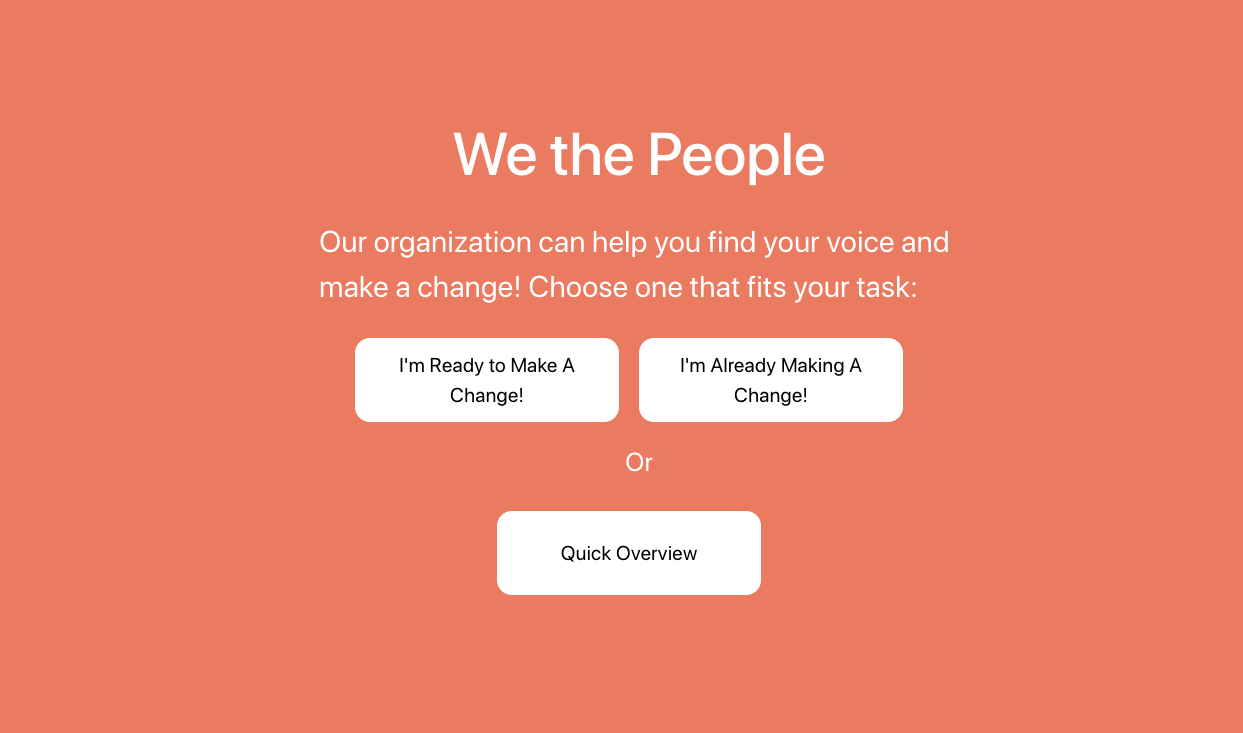 We the People
Our organization can help you find your voice and
make a change! Choose one that fits your task:
I'm Ready to Make A
Change!
I'm Already Making A
Change!
Or
Quick Overview